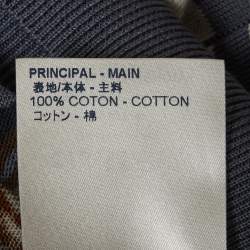 PRINCIPAL - MAIN
表地/本体 - 主料
100% COTON - COTTON
コットン - 棉